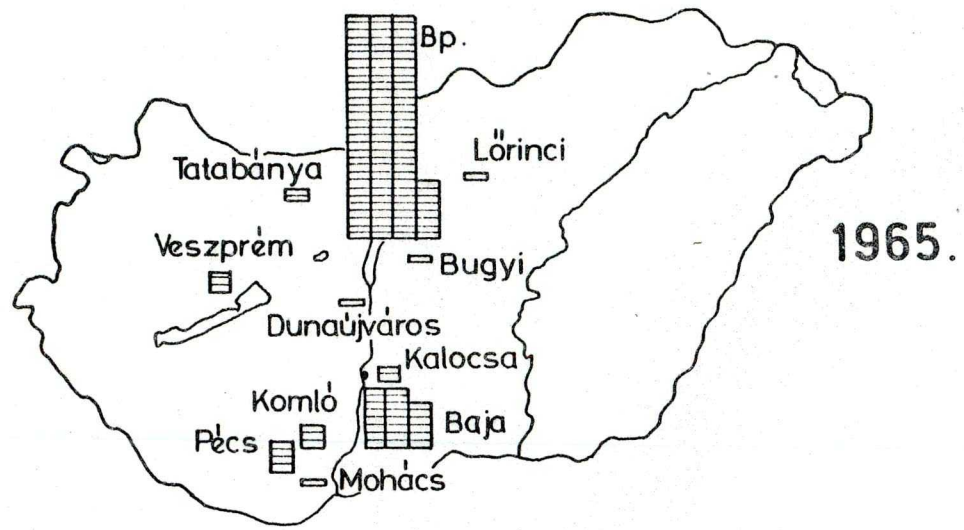 Bp.
Lőrinci
Tatabánya
Veszprém
1965.
Bugyi
Dunaújváros
Kalocsa
Komló
Baja
Pécs
Mohács